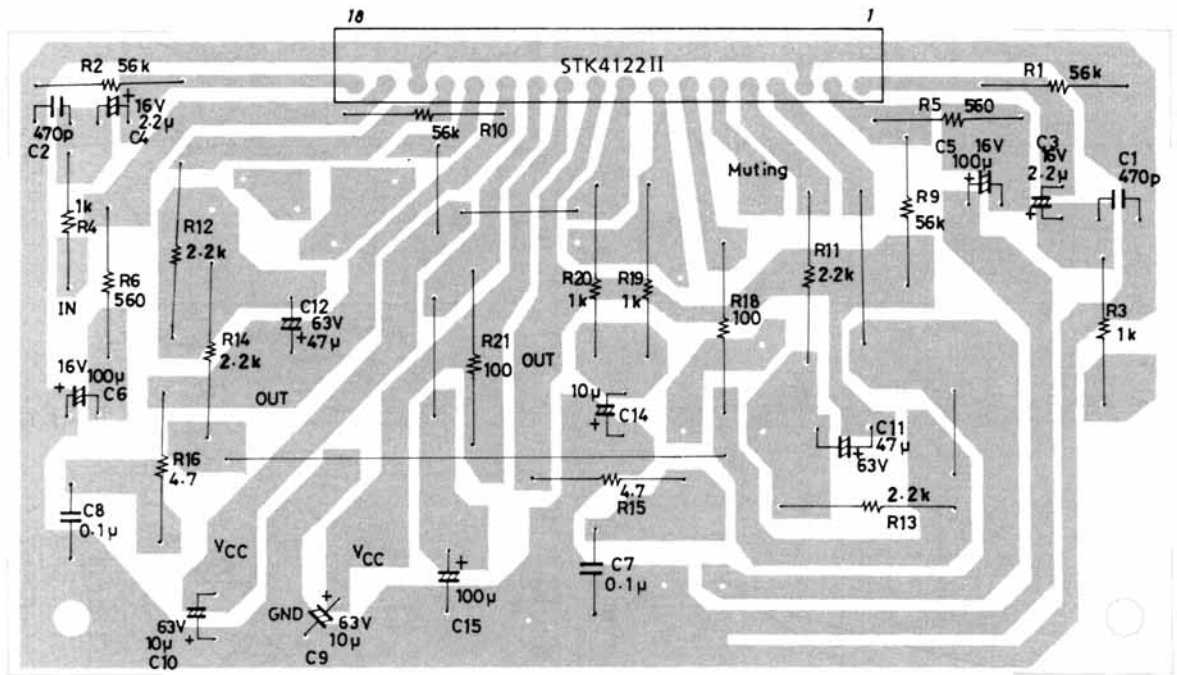 18 1
STK4122II
R2 56k
16V
2.2μ
C4
470p
C2
56k R10
R1 56k
R5 560
C5 16V
100μ
C3
16V
2.2μ
C1
470p
Muting
1k
R4
R12
2.2k
R9
56k
R11
2.2k
R6
560
IN
R20
1k
R19
1k
R18
100
R3
1k
C12
63V
47μ
R14
2.2k
R21
100
OUT
16V
100μ
C6
OUT
10μ
C14
C11
47μ
63V
R16
4.7
4.7
R15
2.2k
R13
C8
0.1μ
VCC
VCC
C7
0.1μ
100μ
C15
GND
63V
10μ
C9
63V
10μ
C10